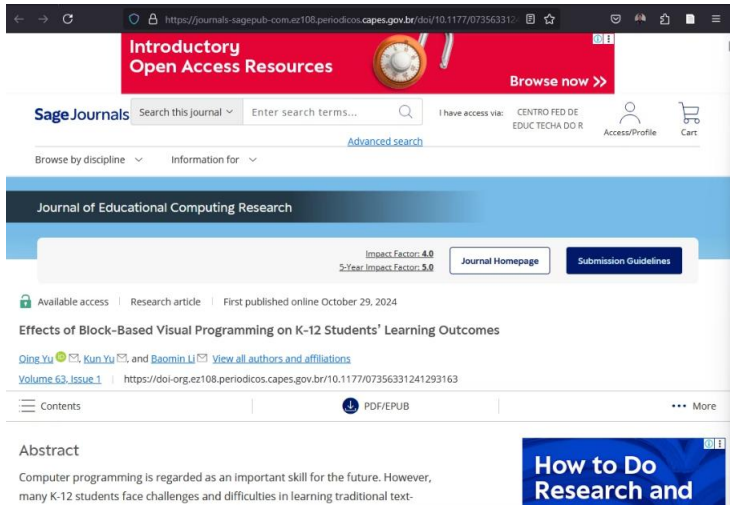 https://journals-sagepub-com.ez108.periodicos.capes.gov.br/doi/10.1177/07356331
Introductory
Open Access Resources
Browse now >>
Sage Journals
Search this journal
Enter search terms...
I have access via:
CENTRO FED DE
EDUC TECHA DO R
Access/Profile
Cart
Advanced search
Browse by discipline
Information for
Journal of Educational Computing Research
Impact Factor: 4.0
5-Year Impact Factor: 5.0
Journal Homepage
Submission Guidelines
Available access | Research article | First published online October 29, 2024
Effects of Block-Based Visual Programming on K-12 Students' Learning Outcomes
Qing Yu, Kun Yu, and Baomin Li View all authors and affiliations
Volume 63, Issue 1 | https://doi-org.ez108.periodicos.capes.gov.br/10.1177/07356331241293163
Contents
PDF/EPUB
••• More
Abstract
Computer programming is regarded as an important skill for the future. However,
many K-12 students face challenges and difficulties in learning traditional text-
How to Do
Research and